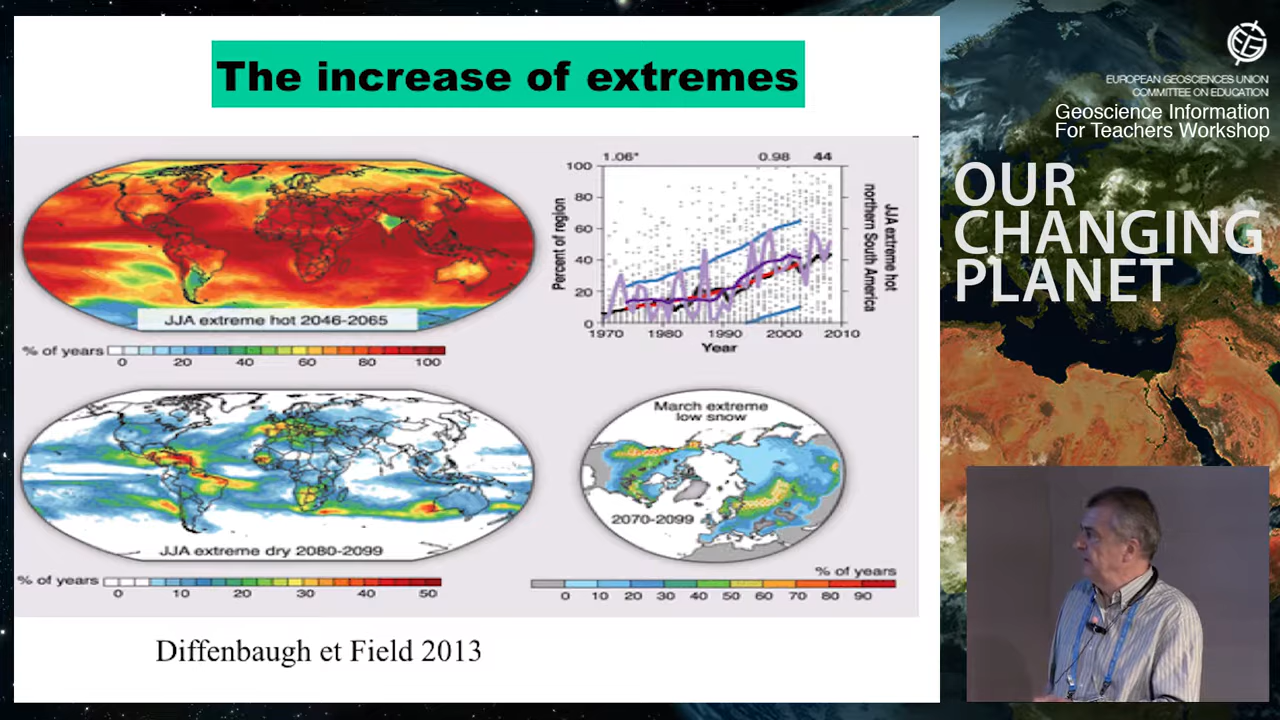 The increase of extremes
JJA extreme hot 2046-2065
% of years
0 20 40 60 80 100
1.06* 0.98 44
100
80
60
40
20
0
Percent of region
1970 1980 1990 2000 2010
Year
JJA extreme hot
northern South America
JJA extreme dry 2080-2099
% of years
0 10 20 30 40 50
March extreme
low snow
2070-2099
% of years
0 10 20 30 40 50 60 70 80 90
Diffenbaugh et Field 2013
EUROPEAN GEOSCIENCES UNION
COMMITTEE ON EDUCATION
Geoscience Information
For Teachers Workshop
OUR
CHANGING
PLANET